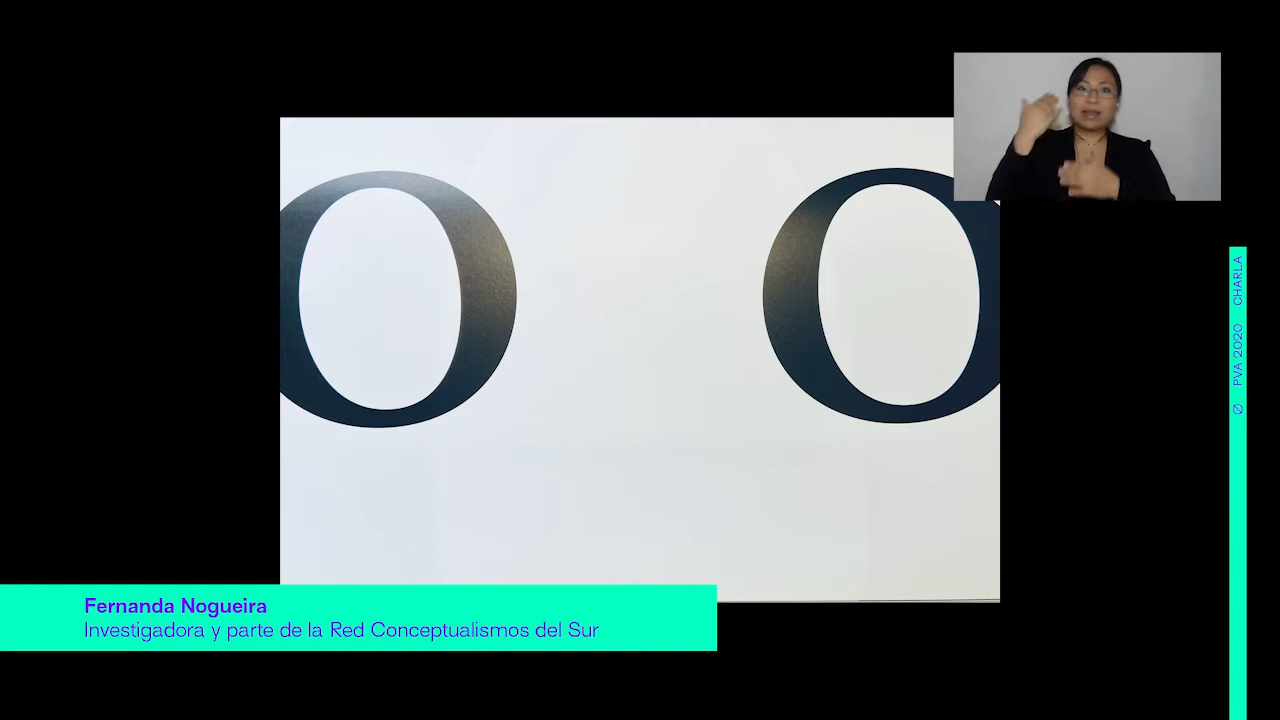 O O
Fernanda Nogueira
Investigadora y parte de la Red Conceptualismos del Sur
Ø PVA 2020 CHARLA